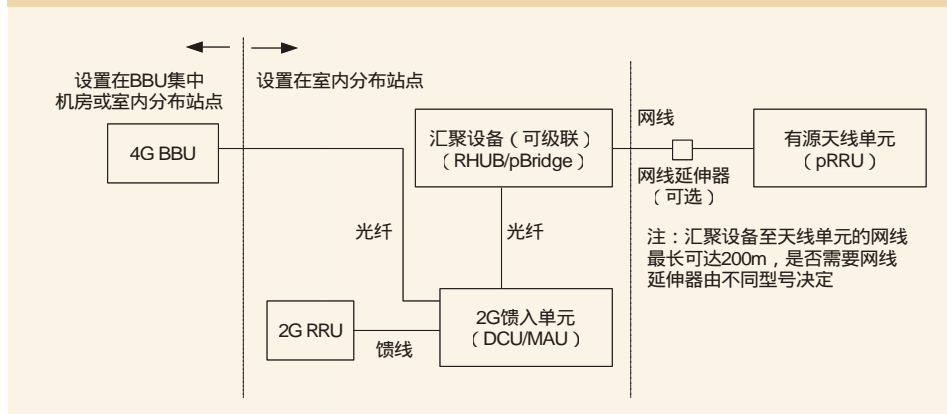 设置在BBU集中
机房或室内分布站点
设置在室内分布站点
4G BBU
汇聚设备（可级联）
（RHUB/pBridge）
网线
网线延伸器
（可选）
有源天线单元
（pRRU）
光纤
光纤
注：汇聚设备至天线单元的网线
最长可达200m，是否需要网线
延伸器由不同型号决定
2G RRU
馈线
2G馈入单元
（DCU/MAU）